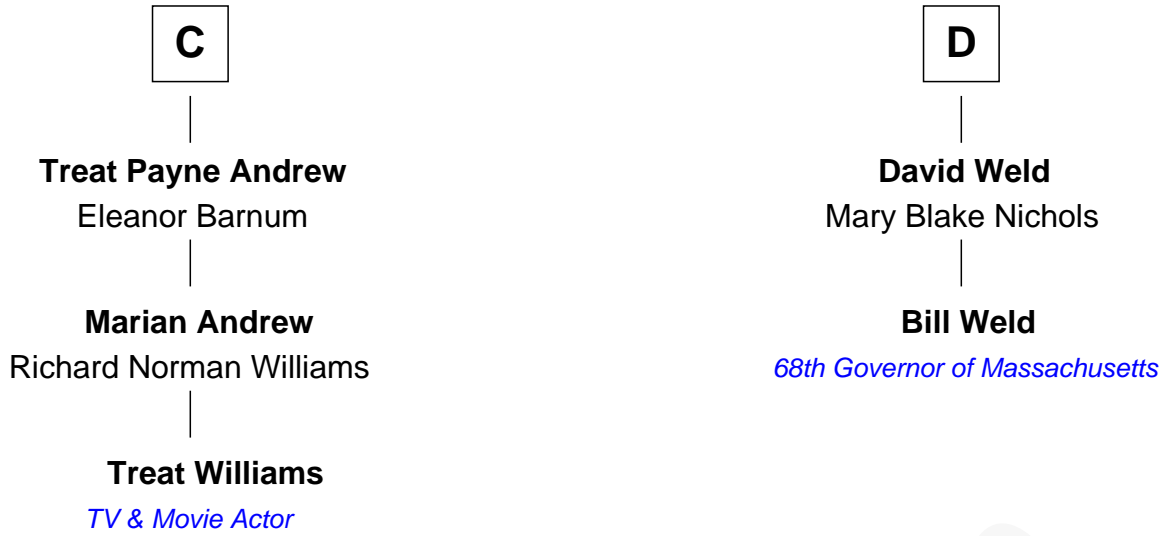 C
Treat Payne Andrew
Eleanor Barnum
Marian Andrew
Richard Norman Williams
Treat Williams
TV & Movie Actor
D
David Weld
Mary Blake Nichols
Bill Weld
68th Governor of Massachusetts